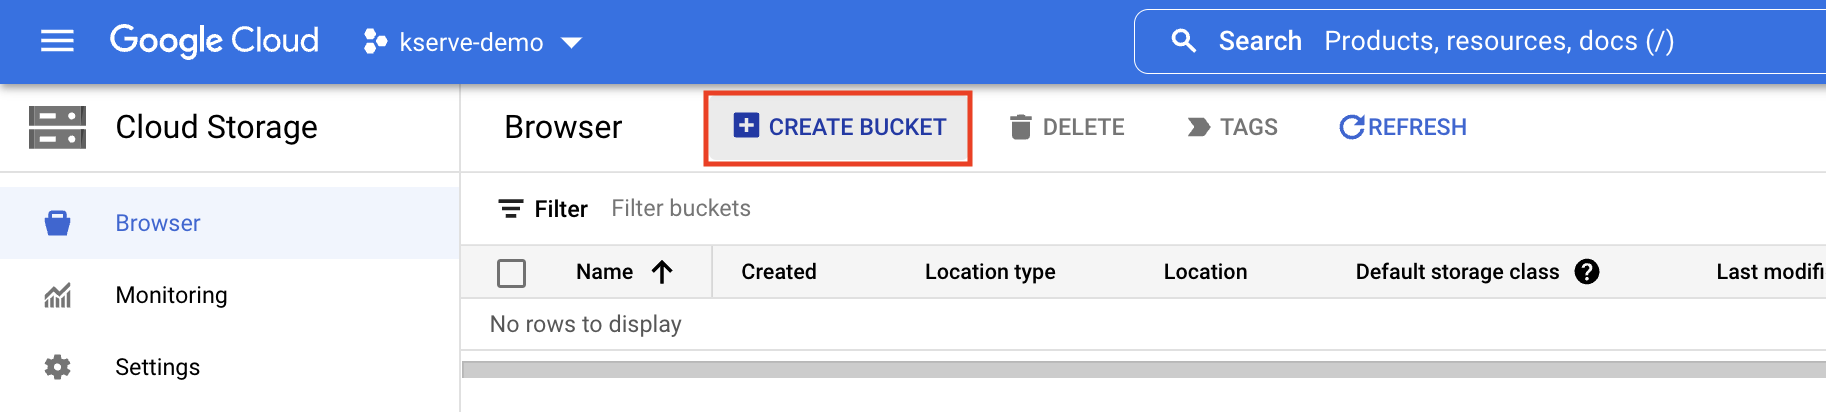 Google Cloud kserve-demo Search Products, resources, docs (/)
Cloud Storage
Browser CREATE BUCKET DELETE TAGS REFRESH
Browser
Monitoring
Settings
Filter Filter buckets
Name Created Location type Location Default storage class ? Last modifi
No rows to display